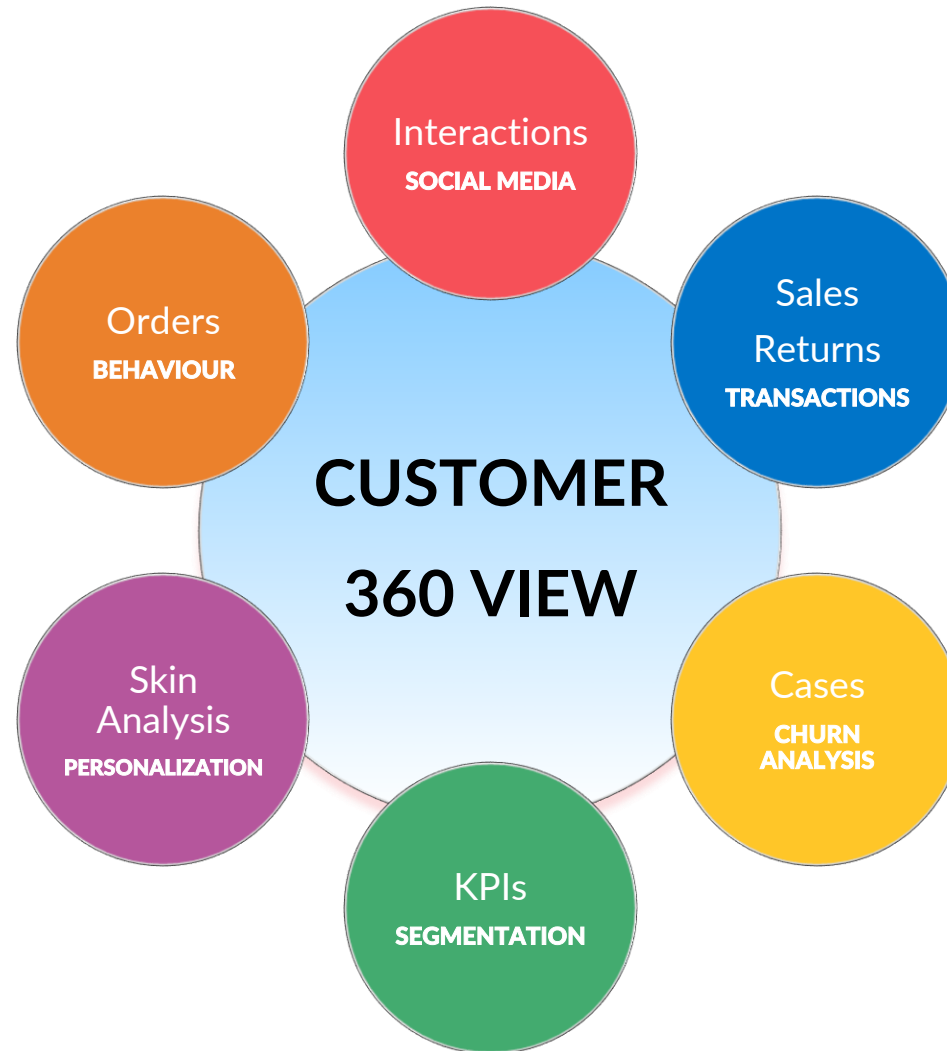 Interactions
SOCIAL MEDIA
Sales
Returns
TRANSACTIONS
Orders
BEHAVIOUR
CUSTOMER
360 VIEW
Skin
Analysis
PERSONALIZATION
Cases
CHURN
ANALYSIS
KPIs
SEGMENTATION